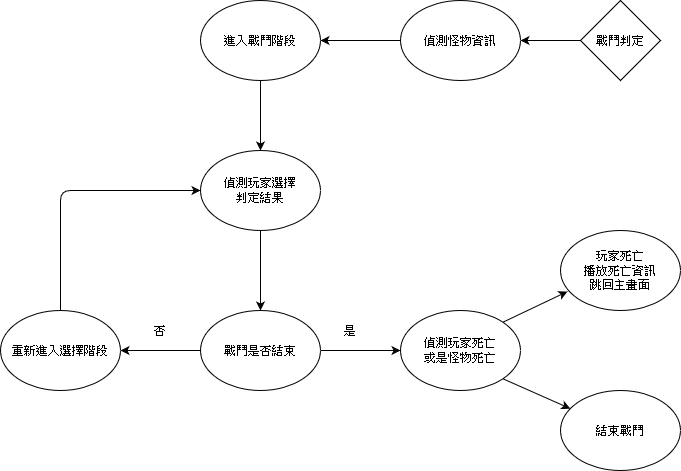 進入戰鬥階段
偵測怪物資訊
戰鬥判定
偵測玩家選擇
判定結果
玩家死亡
播放死亡資訊
跳回主畫面
重新進入選擇階段
否
戰鬥是否結束
是
偵測玩家死亡
或是怪物死亡
結束戰鬥